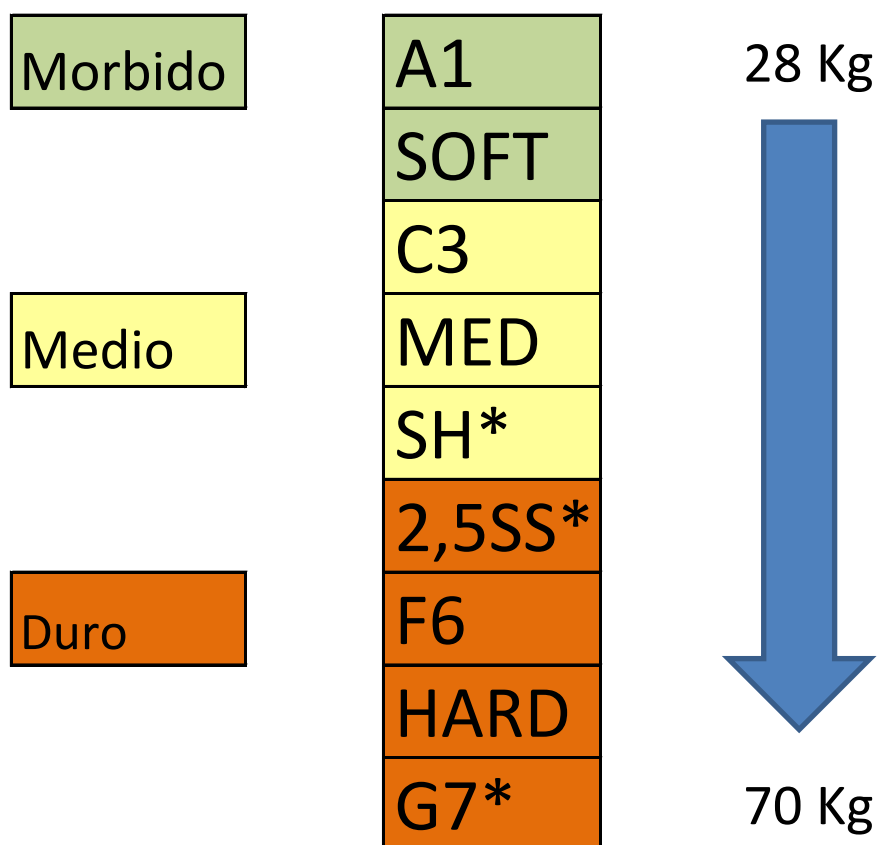 Morbido A1 28 Kg
SOFT
C3
Medio MED
SH*
2,5SS*
Duro F6
HARD
G7* 70 Kg